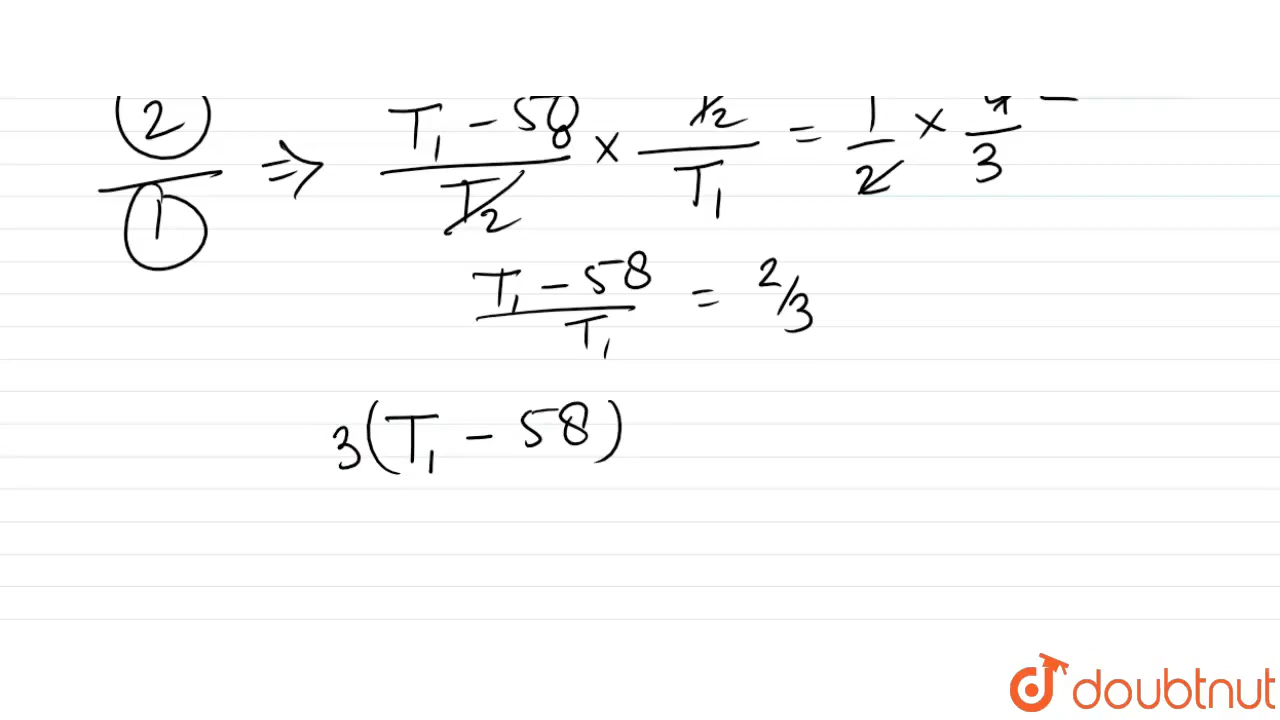 (2)/(1) ⇒ (T₁ - 58)/T₂ × T₂/T₁ = 1/2 × 4/3
(T₁ - 58)/T₁ = 2/3
3(T₁ - 58)
doubtnut